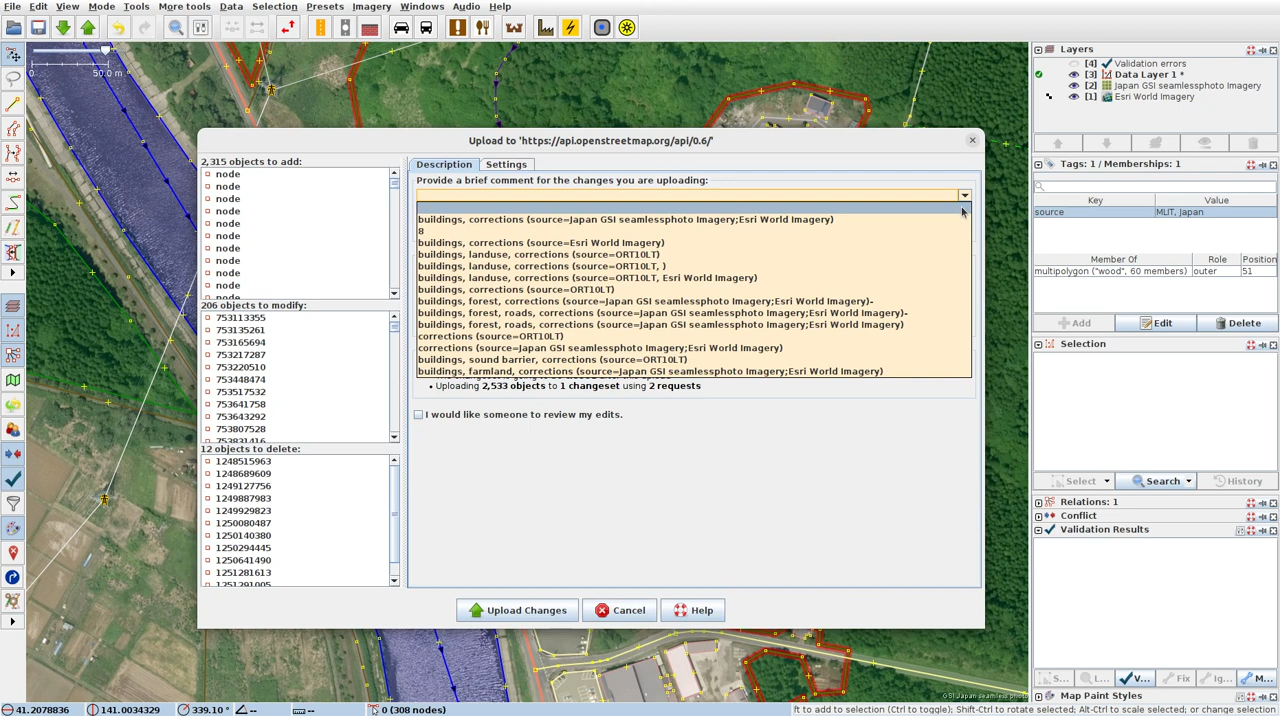 File Edit View Mode Tools More tools Data Selection Presets Imagery Windows Audio Help
0 50.0 m
Upload to 'https://api.openstreetmap.org/api/0.6/'
2,315 objects to add:
node
node
node
node
node
node
node
node
node
node
node
206 objects to modify:
753113355
753135261
753165694
753217287
753220510
753448474
753517532
753641758
753643292
753807528
753831416
12 objects to delete:
1248515963
1248689609
1249127756
1249887983
1249929823
1250080487
1250140380
1250294445
1250641490
1251281613
1251291005
Description Settings
Provide a brief comment for the changes you are uploading:
buildings, corrections (source=Japan GSI seamlessphoto Imagery;Esri World Imagery)
8
buildings, corrections (source=Esri World Imagery)
buildings, landuse, corrections (source=ORT10LT)
buildings, landuse, corrections (source=ORT10LT, )
buildings, landuse, corrections (source=ORT10LT, Esri World Imagery)
buildings, corrections (source=ORT10LT)
buildings, forest, corrections (source=Japan GSI seamlessphoto Imagery;Esri World Imagery)-
buildings, forest, roads, corrections (source=Japan GSI seamlessphoto Imagery;Esri World Imagery)-
buildings, forest, roads, corrections (source=Japan GSI seamlessphoto Imagery;Esri World Imagery)
corrections (source=ORT10LT)
corrections (source=Japan GSI seamlessphoto Imagery;Esri World Imagery)
buildings, sound barrier, corrections (source=ORT10LT)
buildings, farmland, corrections (source=Japan GSI seamlessphoto Imagery;Esri World Imagery)
• Uploading 2,533 objects to 1 changeset using 2 requests
I would like someone to review my edits.
Upload Changes Cancel Help
Layers
[4] Validation errors
[3] Data Layer 1 *
[2] Japan GSI seamlessphoto Imagery
[1] Esri World Imagery
Tags: 1 / Memberships: 1
Key Value
source MLIT, Japan
Member Of Role Position
multipolygon ("wood", 60 members) outer 51
Add Edit Delete
Selection
Select Search History
Relations: 1
Conflict
Validation Results
S... L... V... Fix Ig... M...
Map Paint Styles
GSI Japan seamless photo
41.2078836 141.0034329 339.10 ° -- -- 0 (308 nodes)
ft to add to selection (Ctrl to toggle); Shift-Ctrl to rotate selected; Alt-Ctrl to scale selected; or change selection